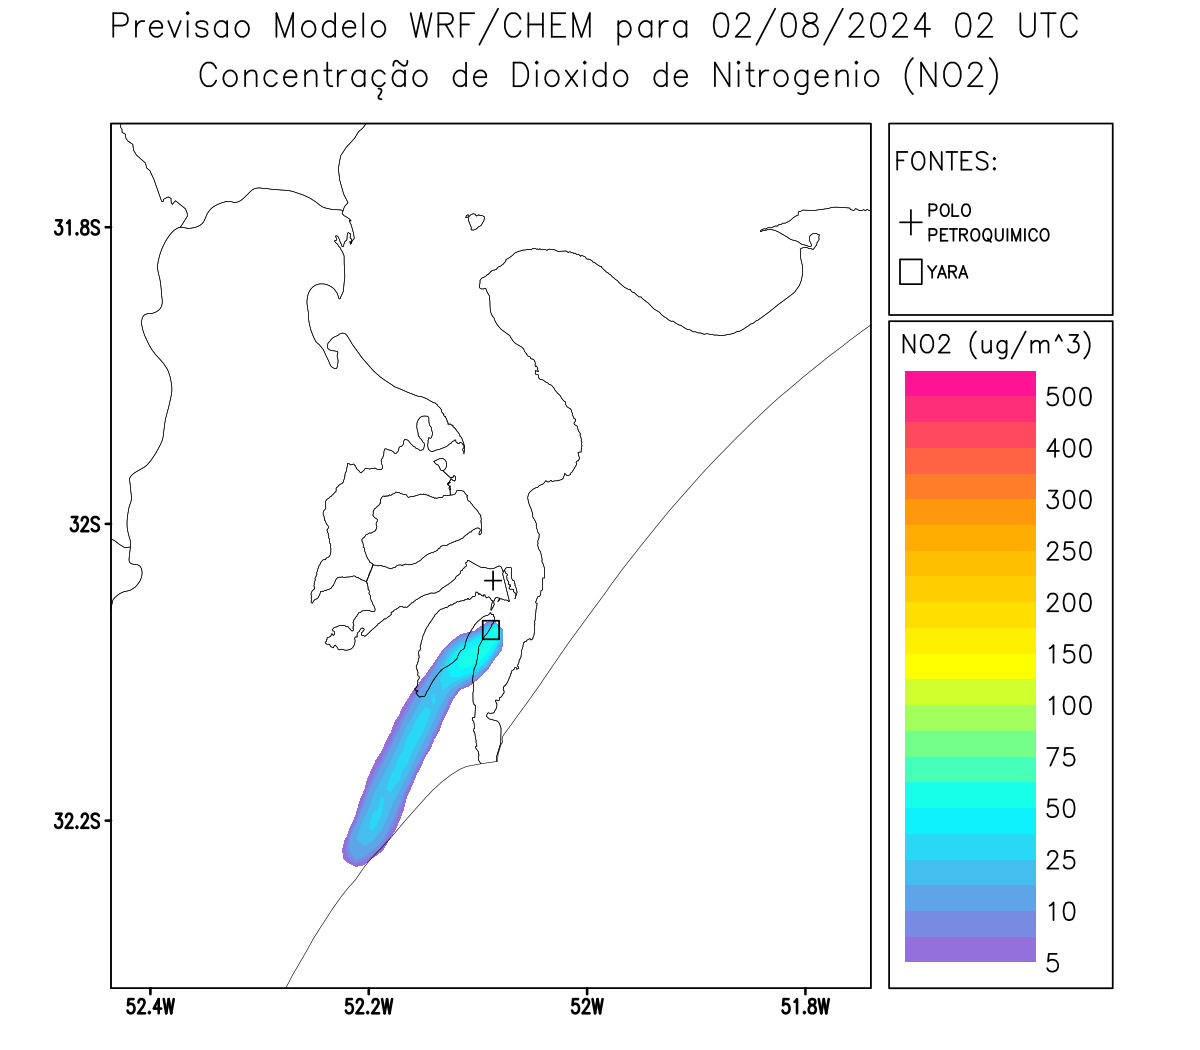 Previsao Modelo WRF/CHEM para 02/08/2024 02 UTC
Concentração de Dioxido de Nitrogenio (NO2)
FONTES:
POLO
PETROQUIMICO
YARA
NO2 (ug/m^3)
500
400
300
250
200
150
100
75
50
25
10
5
31.8S
32S
32.2S
52.4W
52.2W
52W
51.8W